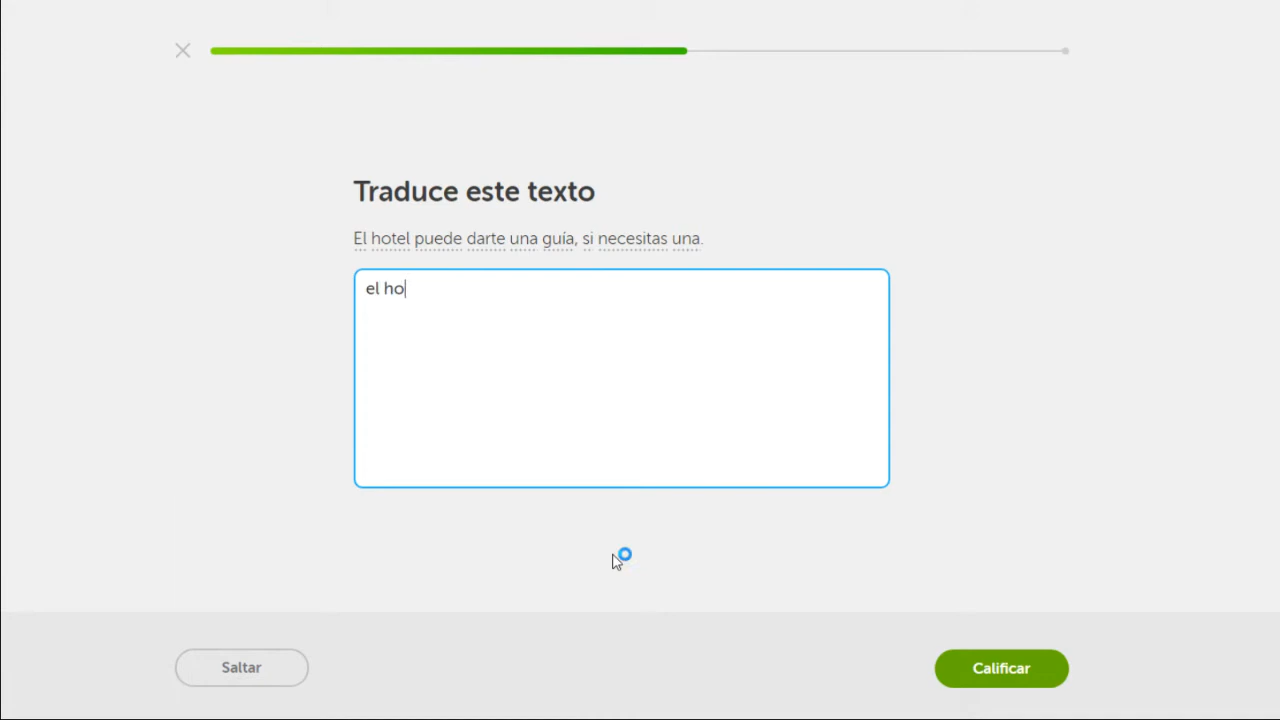 Traduce este texto
El hotel puede darte una guía, si necesitas una.
el ho
Saltar
Calificar